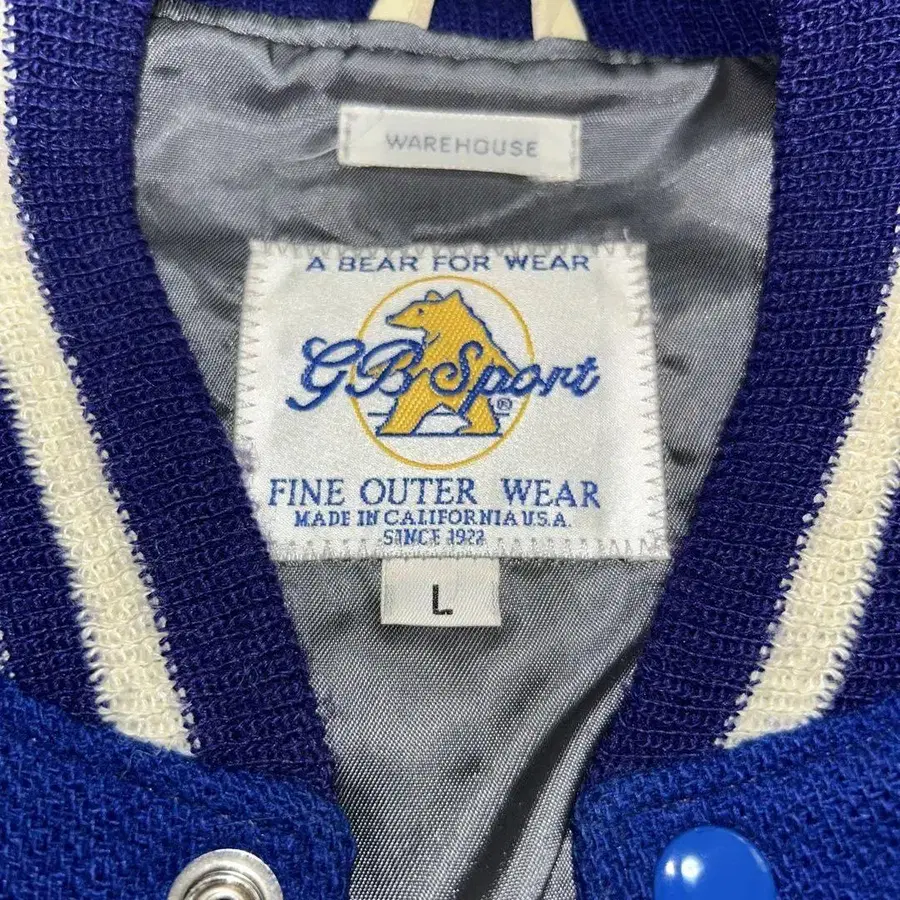 WAREHOUSE
A BEAR FOR WEAR
GB Sport®
FINE OUTER WEAR
MADE IN CALIFORNIA U.S.A.
SINCE 1922
L